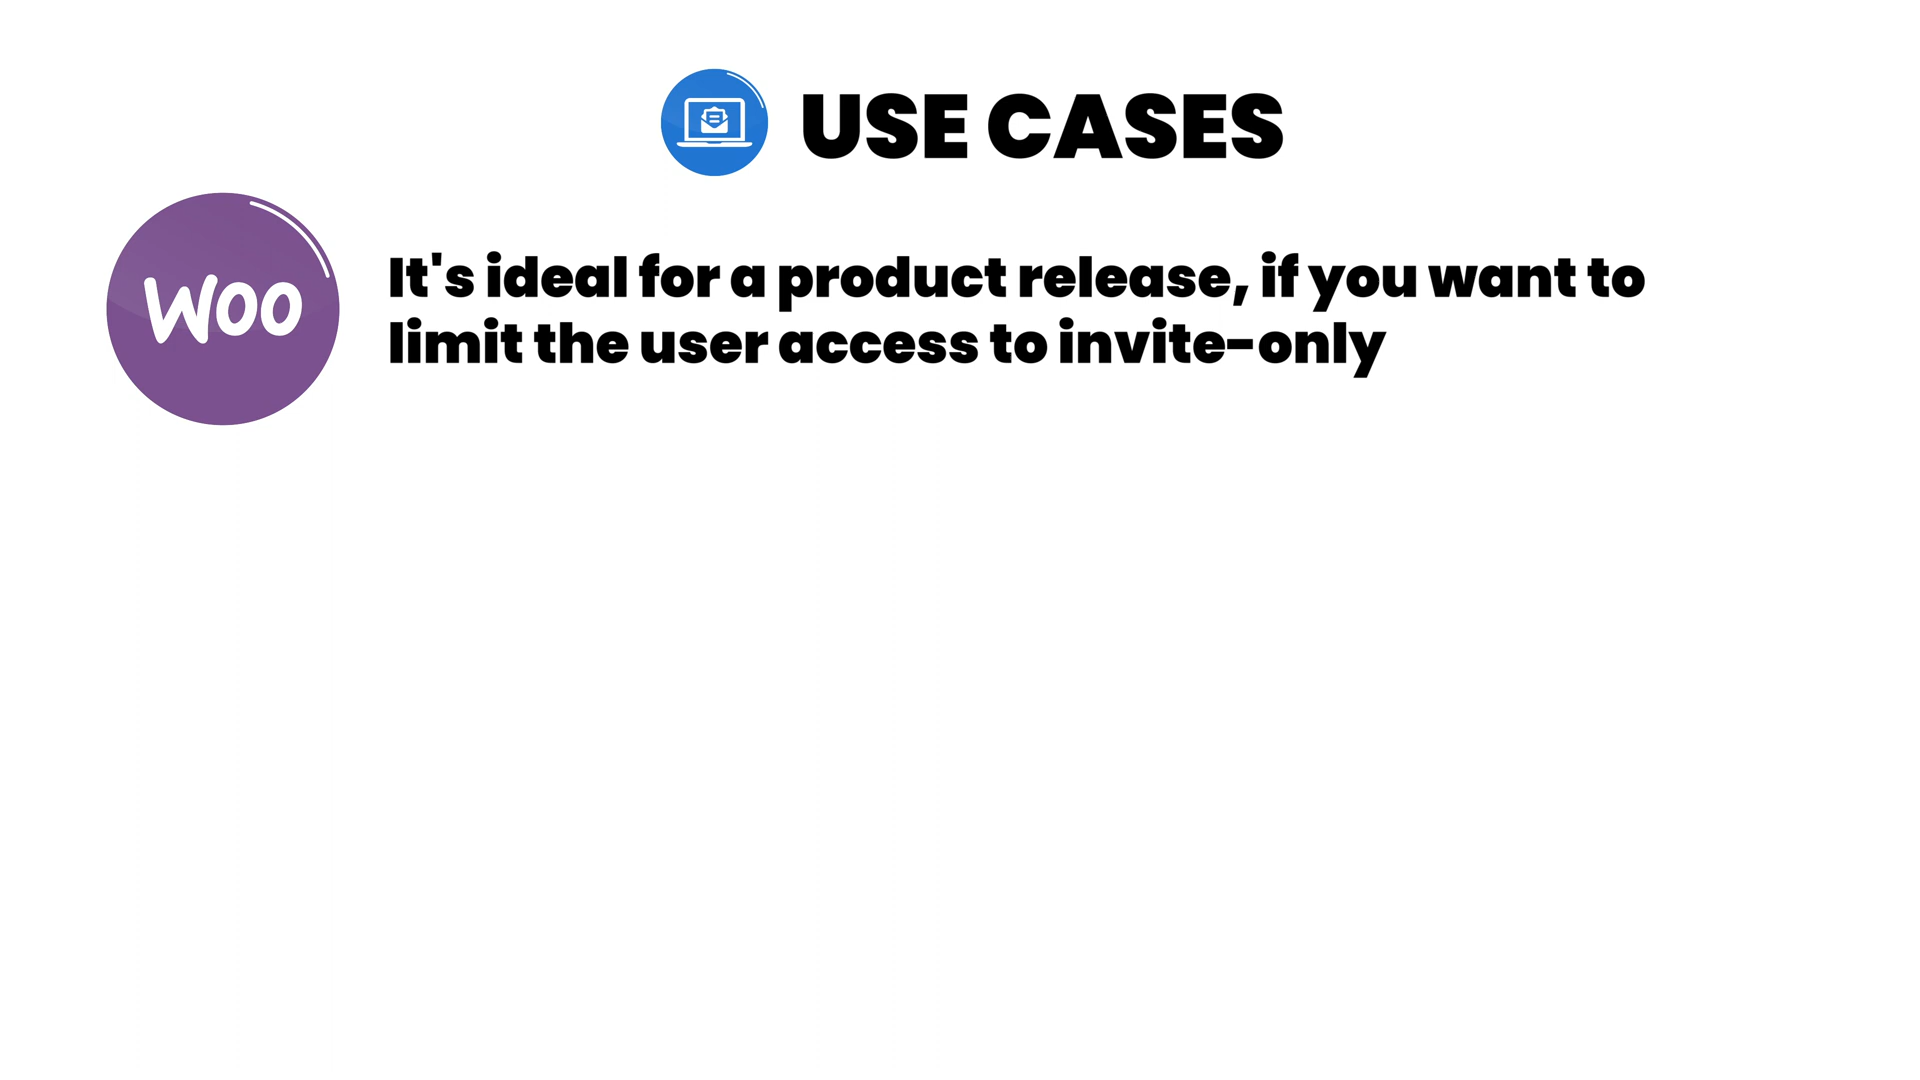 USE CASES
Woo
It's ideal for a product release, if you want to
limit the user access to invite-only